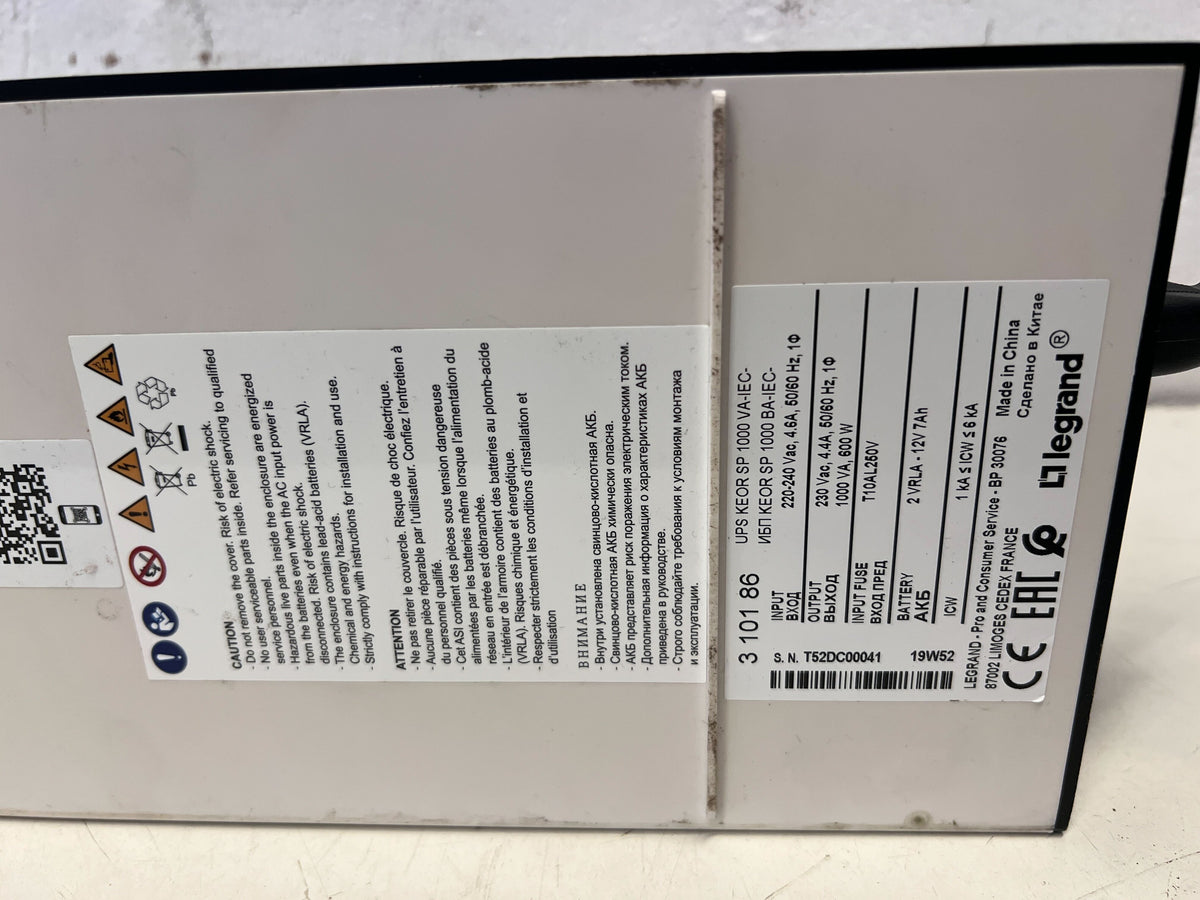 Pb
Pb
CAUTION
- Do not remove the cover. Risk of electric shock.
- No user serviceable parts inside. Refer servicing to qualified
service personnel.
- Hazardous live parts inside the enclosure are energized
from the batteries even when the AC input power is
disconnected. Risk of electric shock.
- The enclosure contains lead-acid batteries (VRLA).
Chemical and energy hazards.
- Strictly comply with instructions for installation and use.
ATTENTION
- Ne pas retirer le couvercle. Risque de choc électrique.
- Aucune pièce réparable par l'utilisateur. Confiez l'entretien à
du personnel qualifié.
- Cet ASI contient des pièces sous tension dangereuse
alimentées par les batteries même lorsque l'alimentation du
réseau en entrée est débranchée.
- L'intérieur de l'armoire contient des batteries au plomb-acide
(VRLA). Risques chimique et énergétique.
- Respecter strictement les conditions d'installation et
d'utilisation
ВНИМАНИЕ
- Внутри установлена свинцово-кислотная АКБ.
- Свинцово-кислотная АКБ химически опасна.
- АКБ представляет риск поражения электрическим током.
- Дополнительная информация о характеристиках АКБ
приведена в руководстве.
- Строго соблюдайте требования к условиям монтажа
и эксплуатации.
3 101 86
UPS KEOR SP 1000 VA-IEC-
ИБП KEOR SP 1000 ВА-IEC-
INPUT
ВХОД
220-240 Vac, 4.6A, 50/60 Hz, 1Ф
OUTPUT
ВЫХОД
230 Vac, 4.4A, 50/60 Hz, 1Ф
1000 VA, 600 W
INPUT FUSE
ВХОД ПРЕД
T10AL250V
BATTERY
АКБ
2 VRLA - 12V 7Ah
ICW
1 kA ≤ ICW ≤ 6 kA
S. N. T52DC00041
19W52
LEGRAND - Pro and Consumer Service - BP 30076
87002 LIMOGES CEDEX FRANCE
Made in China
Сделано в Китае
CE EAC
legrand®